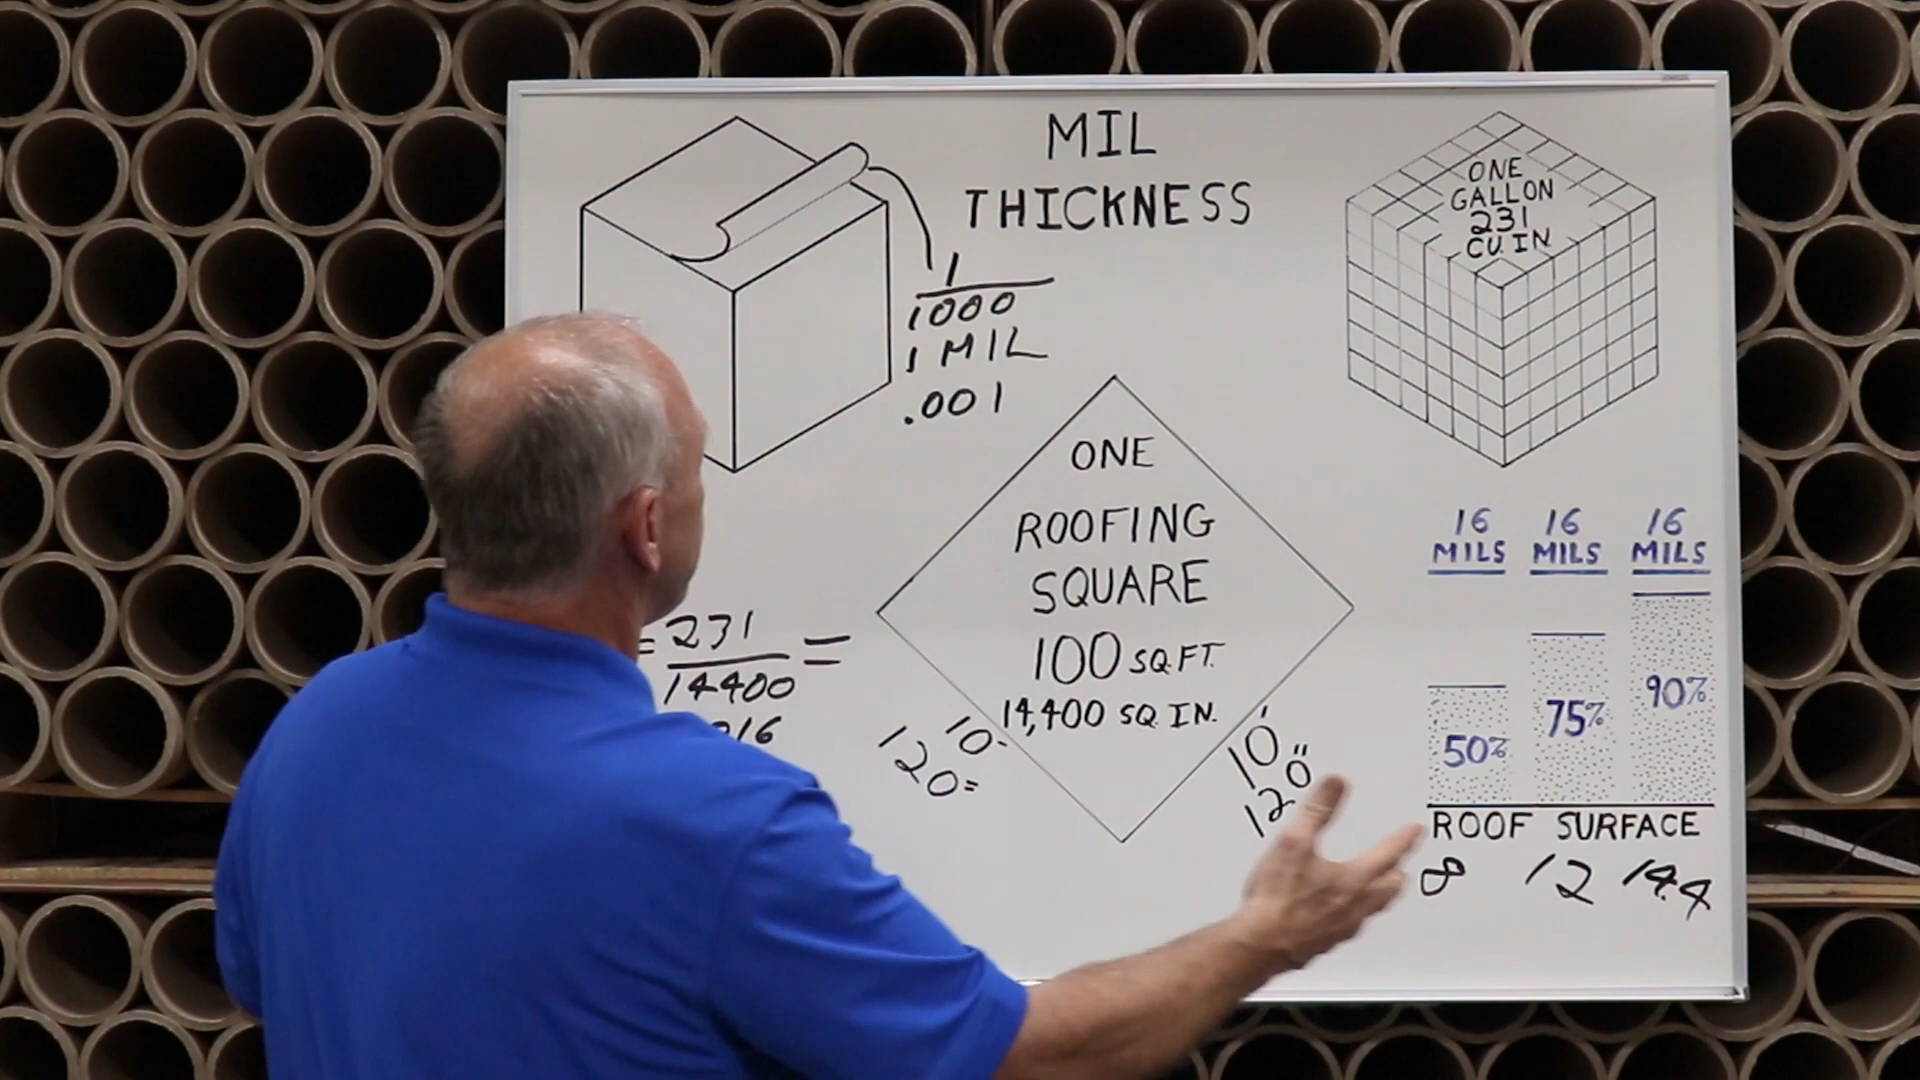 MIL
THICKNESS
1
1000
1 MIL
.001
ONE
GALLON
231
CU. IN
ONE
ROOFING
SQUARE
100 SQ.FT.
14,400 SQ. IN.
= 231 =
14400
016
10
120
10'
120"
16 16 16
MILS MILS MILS
50% 75% 90%
ROOF SURFACE
8 12 14.4